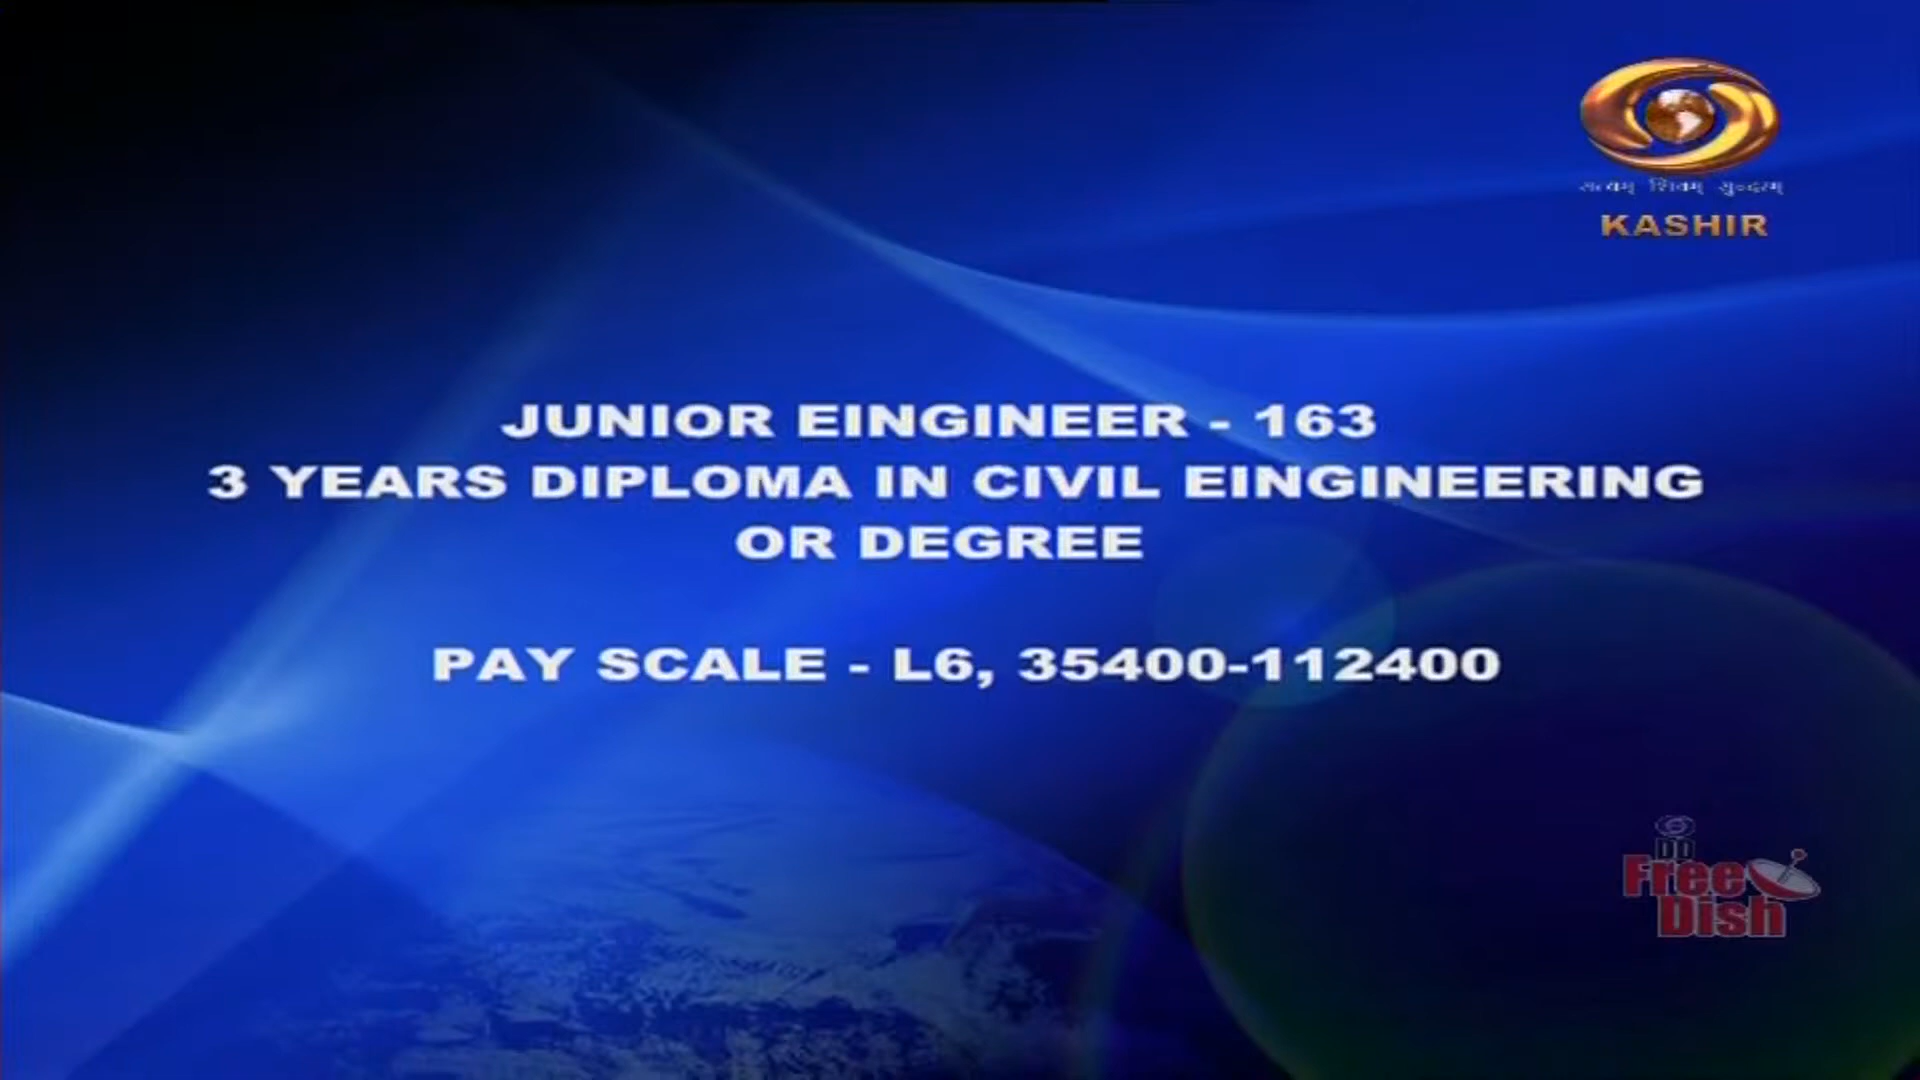 सत्यम् शिवम् सुन्दरम्
KASHIR
JUNIOR EINGINEER - 163
3 YEARS DIPLOMA IN CIVIL EINGINEERING
OR DEGREE
PAY SCALE - L6, 35400-112400
DD
Free
Dish